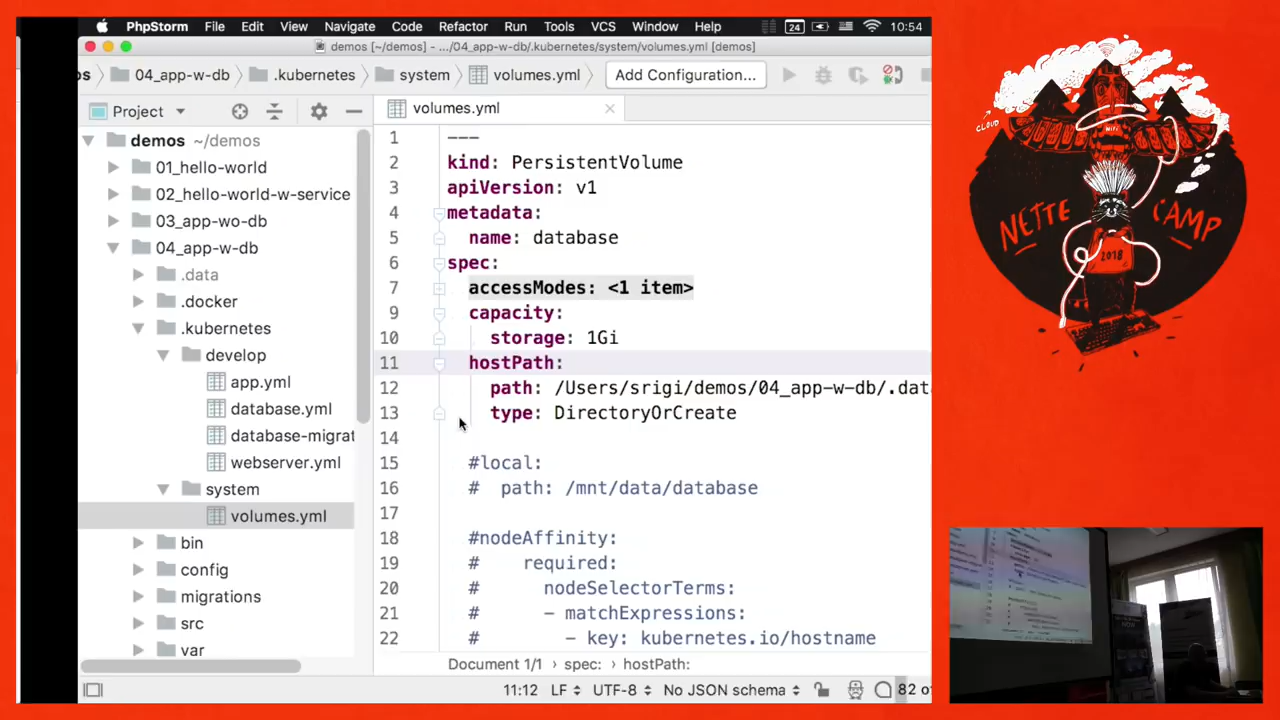 PhpStorm File Edit View Navigate Code Refactor Run Tools VCS Window Help 24 10:54
demos [~/demos] - .../04_app-w-db/.kubernetes/system/volumes.yml [demos]
os 04_app-w-db .kubernetes system volumes.yml Add Configuration...
Project
volumes.yml
demos ~/demos
01_hello-world
02_hello-world-w-service
03_app-wo-db
04_app-w-db
.data
.docker
.kubernetes
develop
app.yml
database.yml
database-migrat
webserver.yml
system
volumes.yml
bin
config
migrations
src
var
1 ---
2 kind: PersistentVolume
3 apiVersion: v1
4 metadata:
5 name: database
6 spec:
7 accessModes: <1 item>
9 capacity:
10 storage: 1Gi
11 hostPath:
12 path: /Users/srigi/demos/04_app-w-db/.dat
13 type: DirectoryOrCreate
14
15 #local:
16 # path: /mnt/data/database
17
18 #nodeAffinity:
19 # required:
20 # nodeSelectorTerms:
21 # - matchExpressions:
22 # - key: kubernetes.io/hostname
Document 1/1 spec: hostPath:
11:12 LF UTF-8 No JSON schema 82 of
CLOUD
WiFi
NETTE CAMP
2018